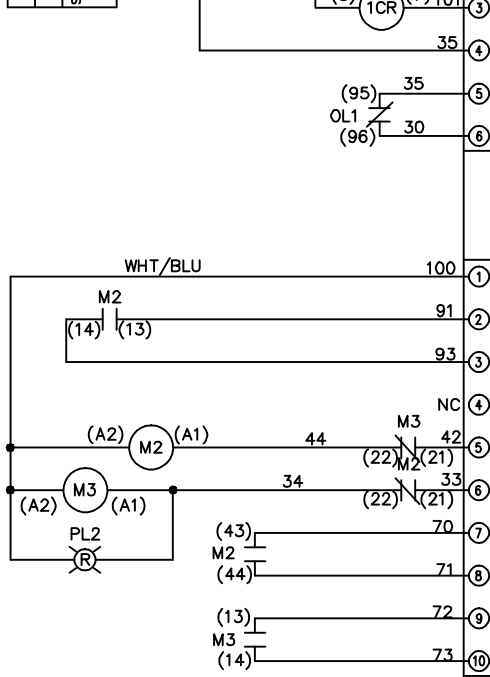 1CR 101 3
35 4
(95) 35 5
OL1
(96) 30 6
WHT/BLU 100 1
M2
(14) (13) 91 2
93 3
NC 4
M3
(A2) M2 (A1) 44 (22) (21) 42 5
M2
(A2) M3 (A1) 34 (22) (21) 33 6
PL2
R
(43) 70 7
M2
(44) 71 8
(13) 72 9
M3
(14) 73 10